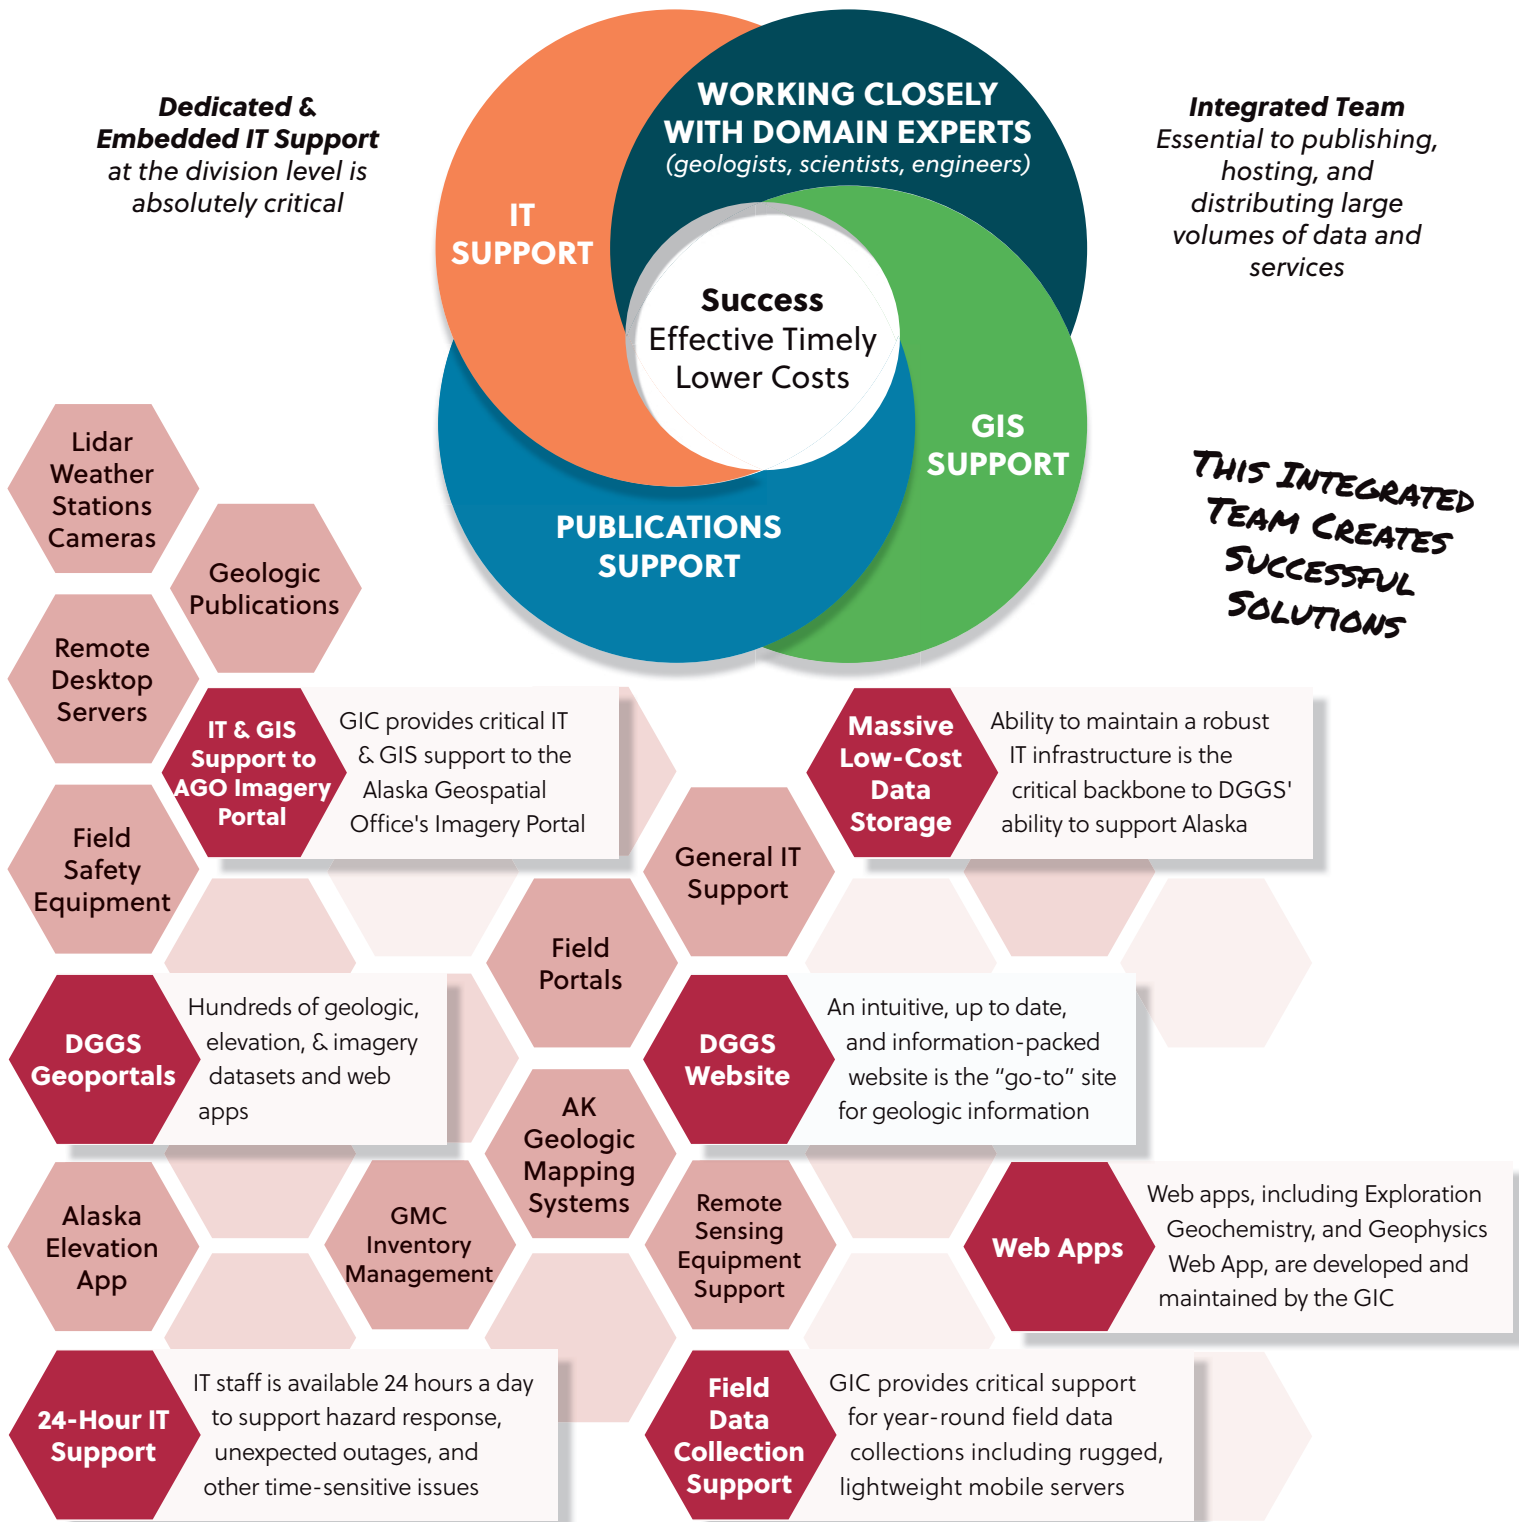 Dedicated &
Embedded IT Support
at the division level is
absolutely critical
WORKING CLOSELY
WITH DOMAIN EXPERTS
(geologists, scientists, engineers)
Integrated Team
Essential to publishing,
hosting, and
distributing large
volumes of data and
services
IT
SUPPORT
Success
Effective Timely
Lower Costs
GIS
SUPPORT
PUBLICATIONS
SUPPORT
THIS INTEGRATED
TEAM CREATES
SUCCESSFUL
SOLUTIONS
Lidar
Weather
Stations
Cameras
Geologic
Publications
Remote
Desktop
Servers
IT & GIS
Support to
AGO Imagery
Portal
GIC provides critical IT
& GIS support to the
Alaska Geospatial
Office's Imagery Portal
Massive
Low-Cost
Data
Storage
Ability to maintain a robust
IT infrastructure is the
critical backbone to DGGS'
ability to support Alaska
Field
Safety
Equipment
General IT
Support
Field
Portals
DGGS
Geoportals
Hundreds of geologic,
elevation, & imagery
datasets and web
apps
DGGS
Website
An intuitive, up to date,
and information-packed
website is the “go-to” site
for geologic information
AK
Geologic
Mapping
Systems
Alaska
Elevation
App
GMC
Inventory
Management
Remote
Sensing
Equipment
Support
Web Apps
Web apps, including Exploration
Geochemistry, and Geophysics
Web App, are developed and
maintained by the GIC
24-Hour IT
Support
IT staff is available 24 hours a day
to support hazard response,
unexpected outages, and
other time-sensitive issues
Field
Data
Collection
Support
GIC provides critical support
for year-round field data
collections including rugged,
lightweight mobile servers